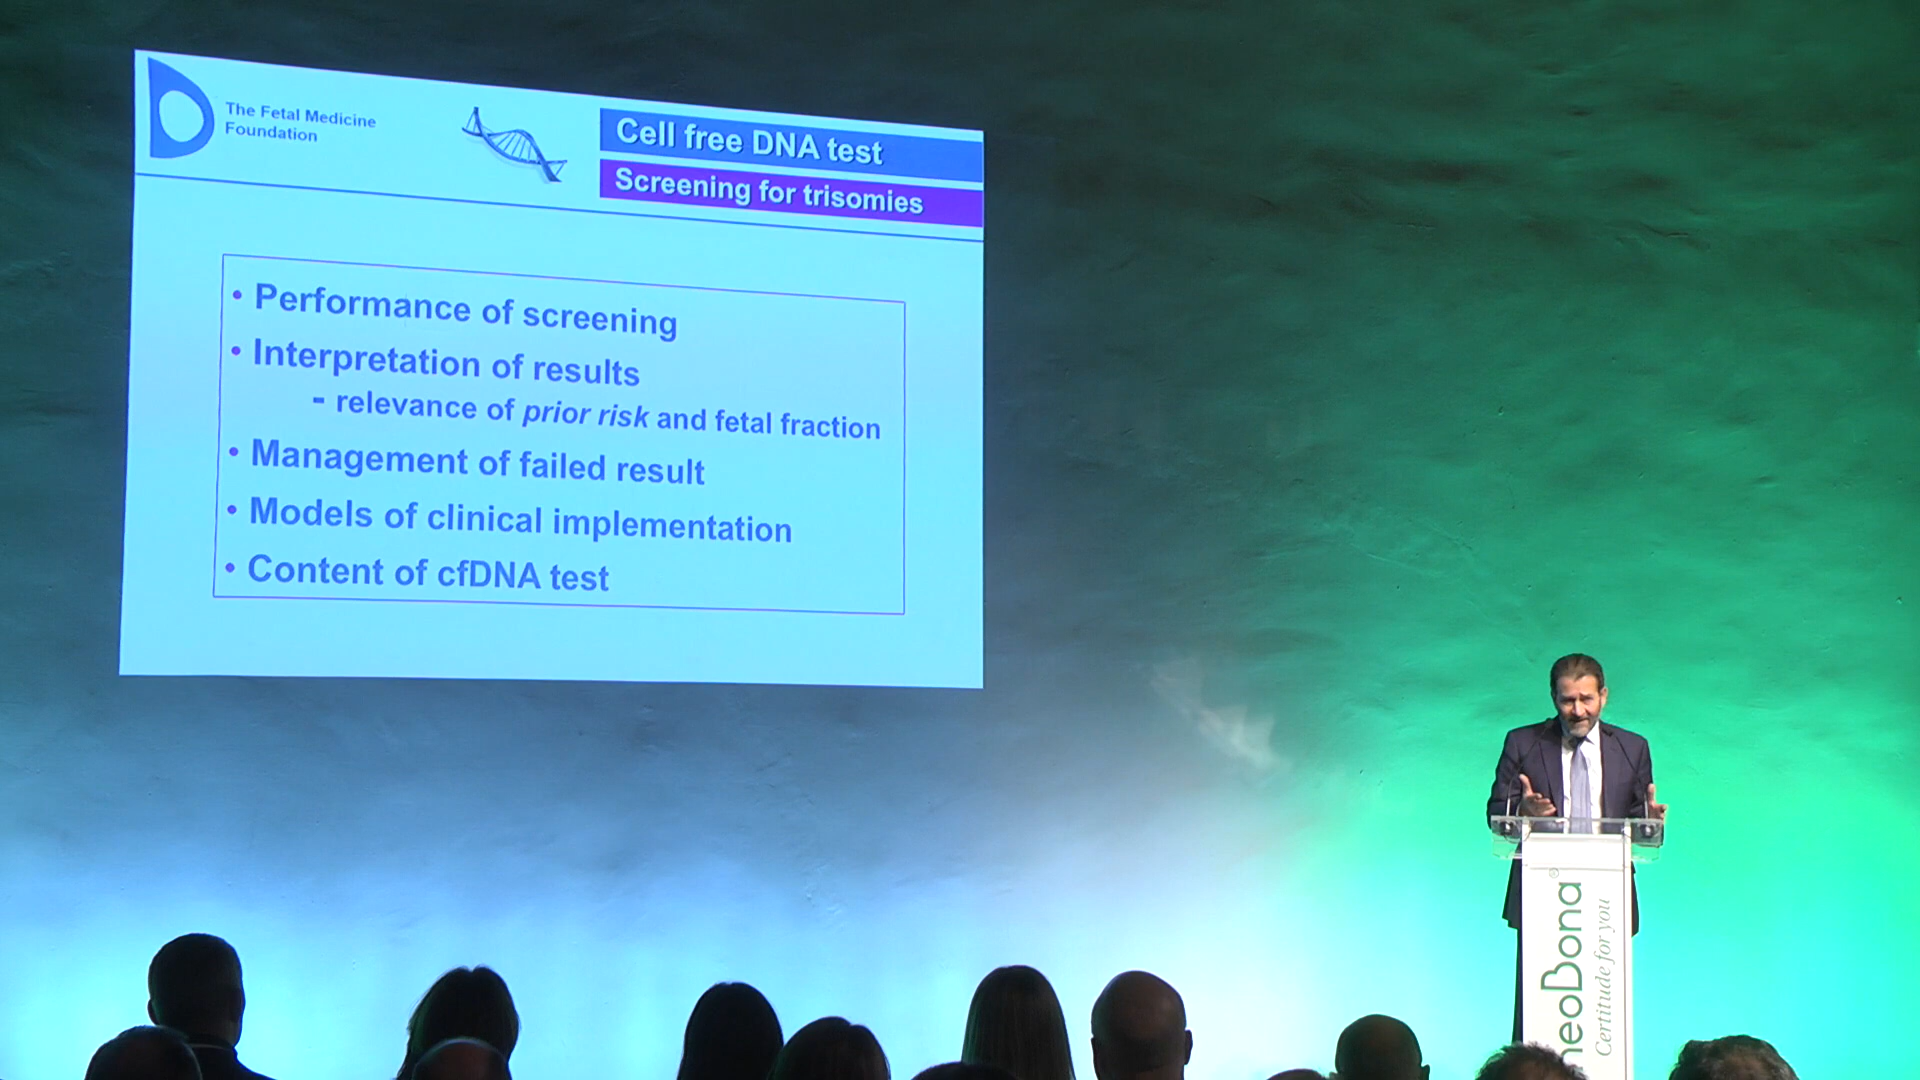 The Fetal Medicine
Foundation
Cell free DNA test
Screening for trisomies
• Performance of screening
• Interpretation of results
- relevance of prior risk and fetal fraction
• Management of failed result
• Models of clinical implementation
• Content of cfDNA test
neoBona®
Certitude for you